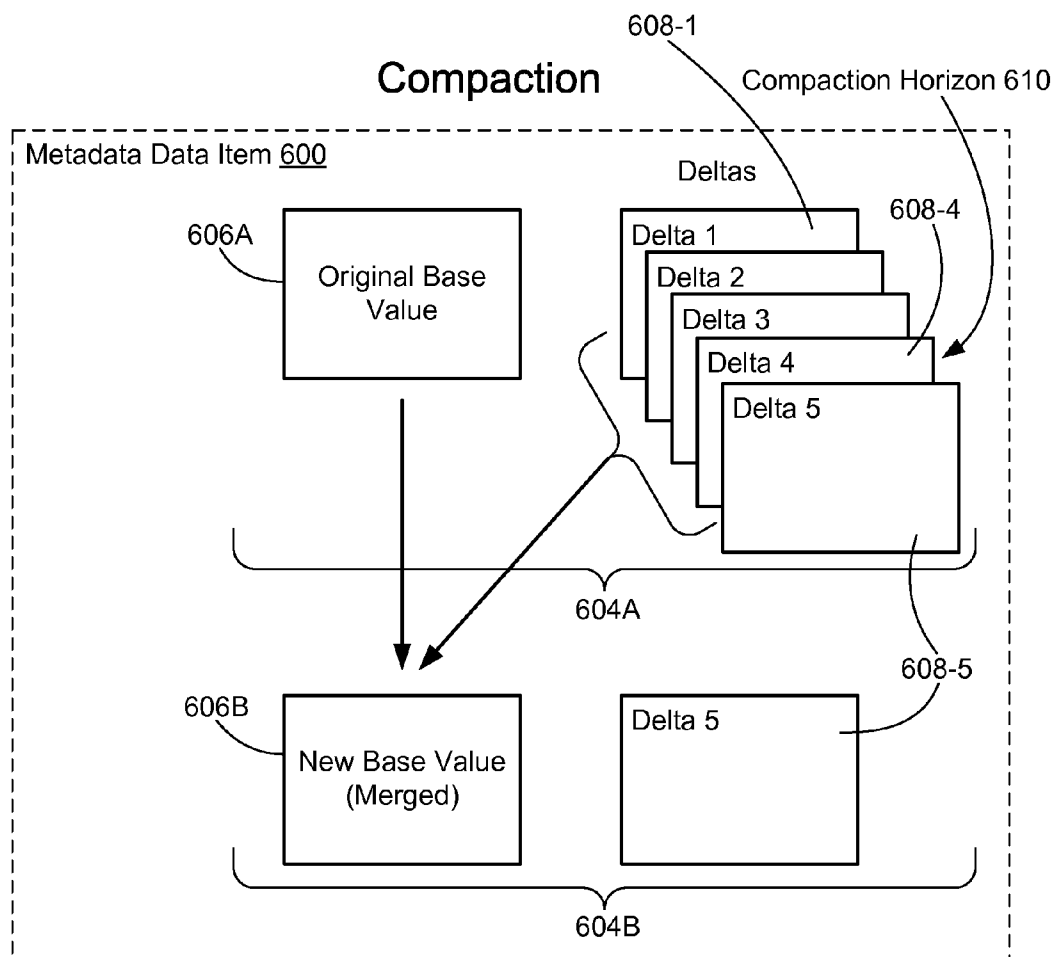 608-1
Compaction
Compaction Horizon 610
Metadata Data Item 600
Deltas
606A
Original Base
Value
608-4
Delta 1
Delta 2
Delta 3
Delta 4
Delta 5
604A
608-5
606B
New Base Value
(Merged)
Delta 5
604B